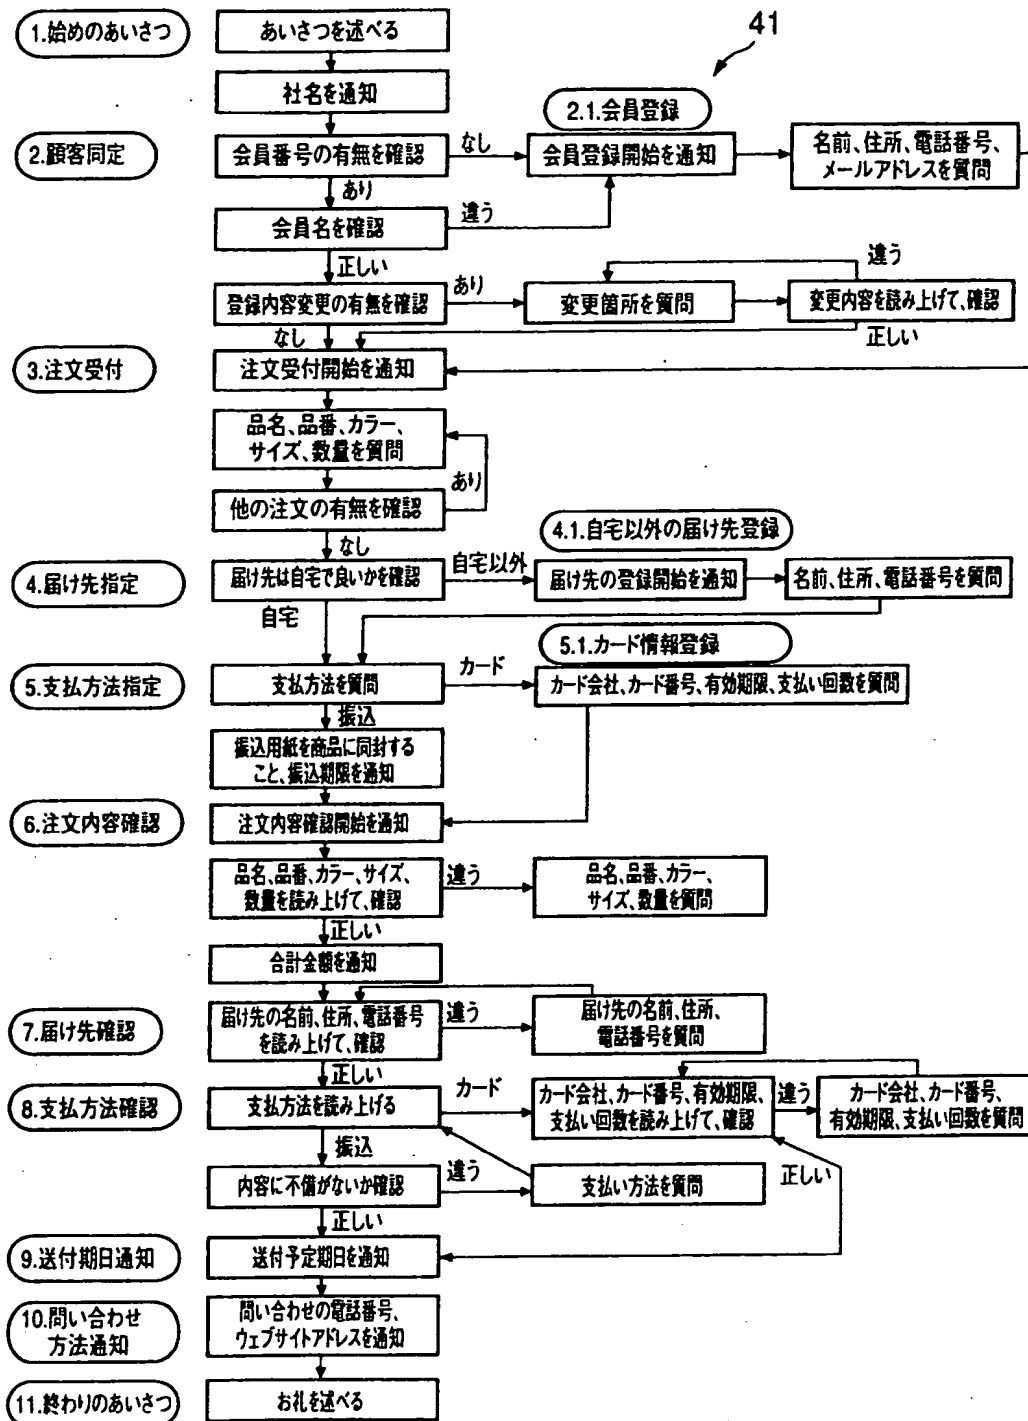 41
1.始めのあいさつ
あいさつを述べる
社名を通知
2.1.会員登録
2.顧客同定
会員番号の有無を確認
なし
会員登録開始を通知
名前、住所、電話番号、
メールアドレスを質問
あり
会員名を確認
違う
正しい
違う
登録内容変更の有無を確認
あり
変更箇所を質問
変更内容を読み上げて、確認
なし
正しい
3.注文受付
注文受付開始を通知
品名、品番、カラー、
サイズ、数量を質問
あり
他の注文の有無を確認
なし
4.1.自宅以外の届け先登録
4.届け先指定
届け先は自宅で良いかを確認
自宅以外
届け先の登録開始を通知
名前、住所、電話番号を質問
自宅
5.1.カード情報登録
5.支払方法指定
支払方法を質問
カード
カード会社、カード番号、有効期限、支払い回数を質問
振込
振込用紙を商品に同封する
こと、振込期限を通知
6.注文内容確認
注文内容確認開始を通知
品名、品番、カラー、サイズ、
数量を読み上げて、確認
違う
品名、品番、カラー、
サイズ、数量を質問
正しい
合計金額を通知
7.届け先確認
届け先の名前、住所、電話番号
を読み上げて、確認
違う
届け先の名前、住所、
電話番号を質問
正しい
8.支払方法確認
支払方法を読み上げる
カード
カード会社、カード番号、有効期限、
支払い回数を読み上げて、確認
違う
カード会社、カード番号、
有効期限、支払い回数を質問
振込
内容に不備がないか確認
違う
支払い方法を質問
正しい
正しい
9.送付期日通知
送付予定期日を通知
10.問い合わせ
方法通知
問い合わせの電話番号、
ウェブサイトアドレスを通知
11.終わりのあいさつ
お礼を述べる